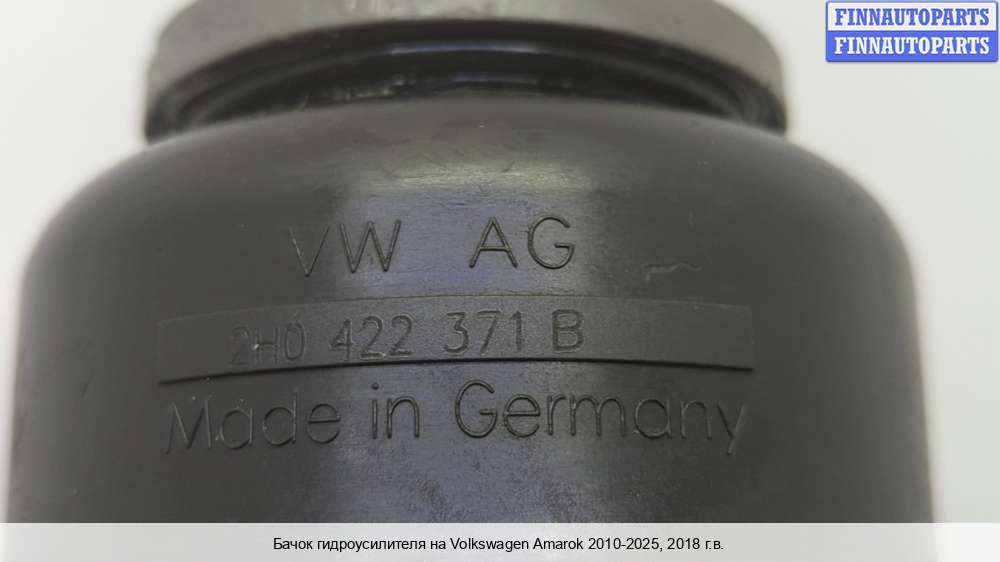 FINNAUTOPARTS
FINNAUTOPARTS
VW AG
2H0 422 371 B
Made in Germany
Бачок гидроусилителя на Volkswagen Amarok 2010-2025, 2018 г.в.